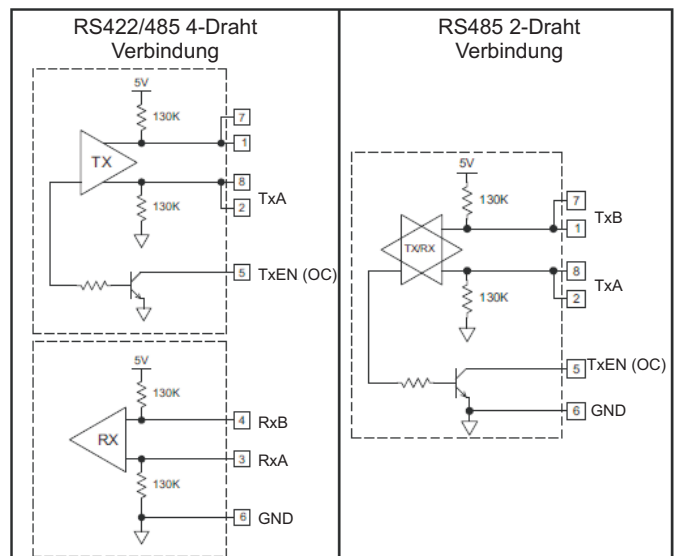 RS422/485 4-Draht
Verbindung
5V
130K
7
1
TX
8
TxA
130K
2
5 TxEN (OC)
5V
130K
4 RxB
RX
3 RxA
130K
6 GND
RS485 2-Draht
Verbindung
5V
130K
7
TxB
1
TX/RX
8
TxA
2
130K
5 TxEN (OC)
6 GND